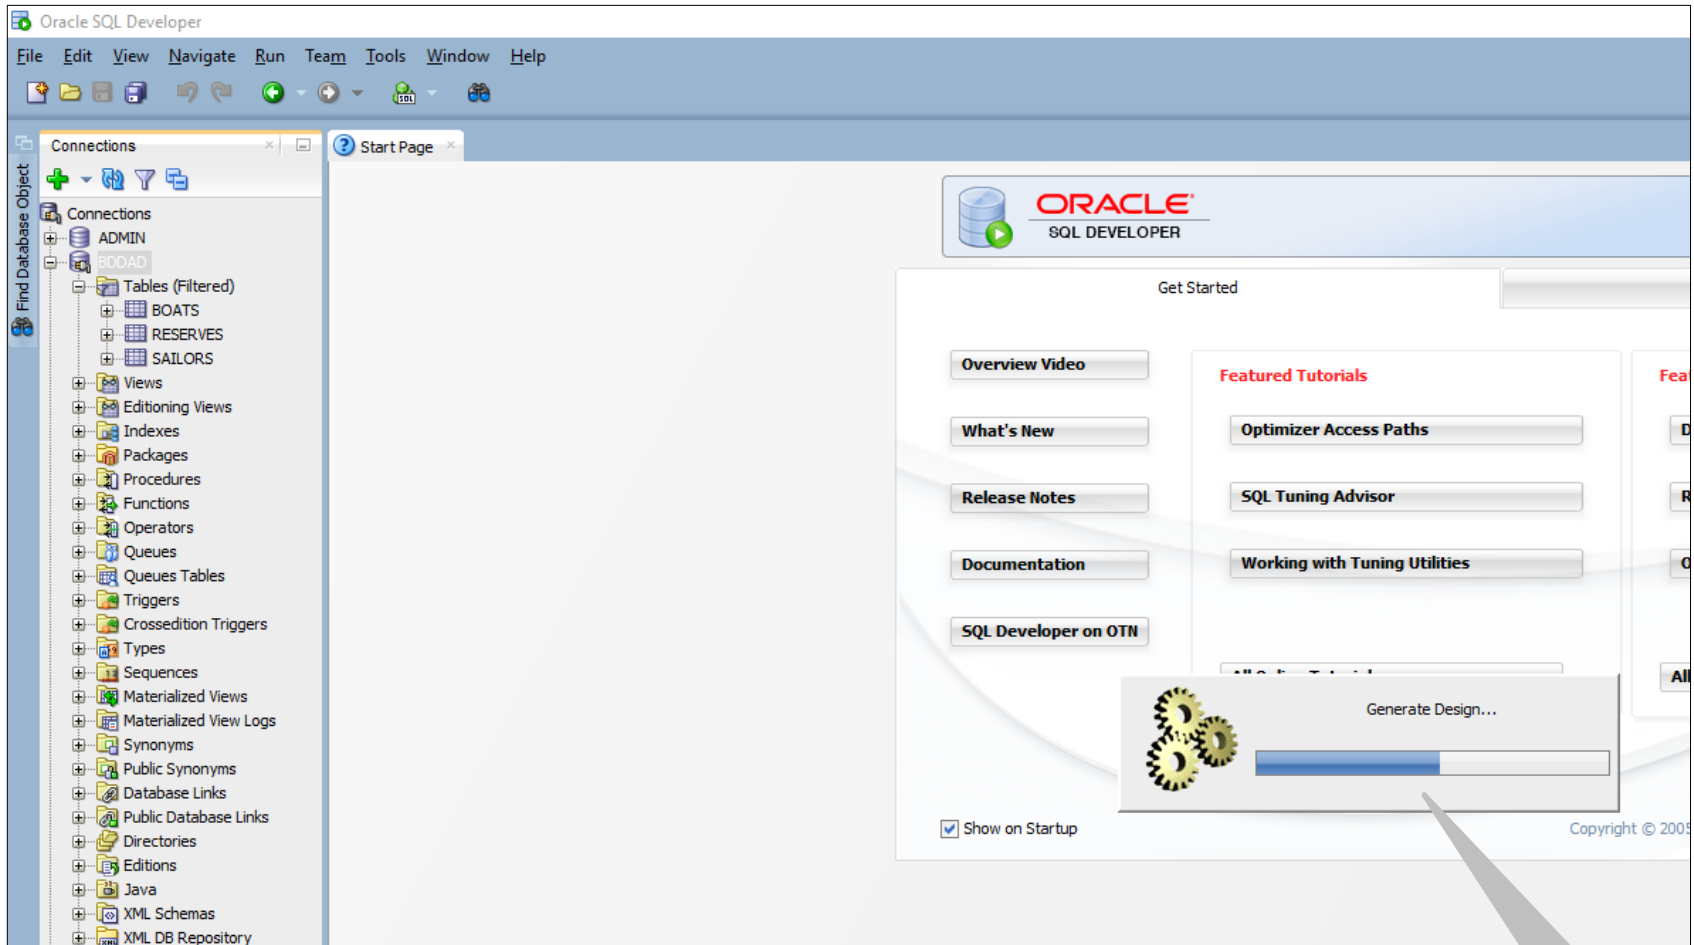 Oracle SQL Developer
File Edit View Navigate Run Team Tools Window Help
Find Database Object
Connections
Connections
ADMIN
BDDAD
Tables (Filtered)
BOATS
RESERVES
SAILORS
Views
Editioning Views
Indexes
Packages
Procedures
Functions
Operators
Queues
Queues Tables
Triggers
Crossedition Triggers
Types
Sequences
Materialized Views
Materialized View Logs
Synonyms
Public Synonyms
Database Links
Public Database Links
Directories
Editions
Java
XML Schemas
XML DB Repository
Start Page
ORACLE
SQL DEVELOPER
Get Started
Overview Video
What's New
Release Notes
Documentation
SQL Developer on OTN
Featured Tutorials
Optimizer Access Paths
SQL Tuning Advisor
Working with Tuning Utilities
Fea
D
R
O
All
Generate Design...
Show on Startup
Copyright © 2005